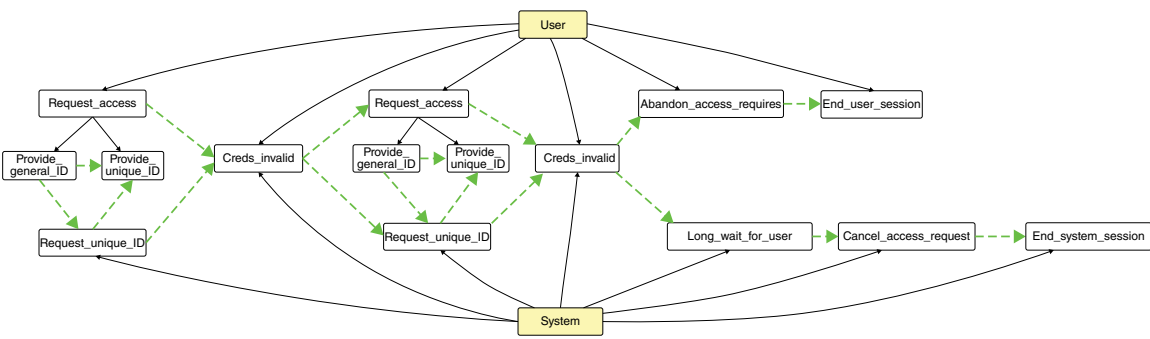 User
Request_access
Request_access
Abandon_access_requires
End_user_session
Provide_
general_ID
Provide_
unique_ID
Creds_invalid
Provide_
general_ID
Provide_
unique_ID
Creds_invalid
Request_unique_ID
Request_unique_ID
Long_wait_for_user
Cancel_access_request
End_system_session
System